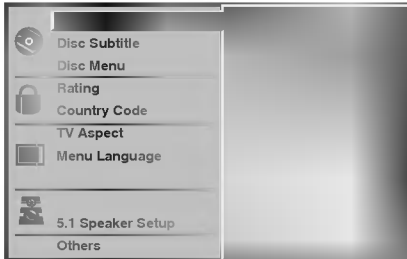 Disc Subtitle
Disc Menu
Rating
Country Code
TV Aspect
Menu Language
5.1 Speaker Setup
Others